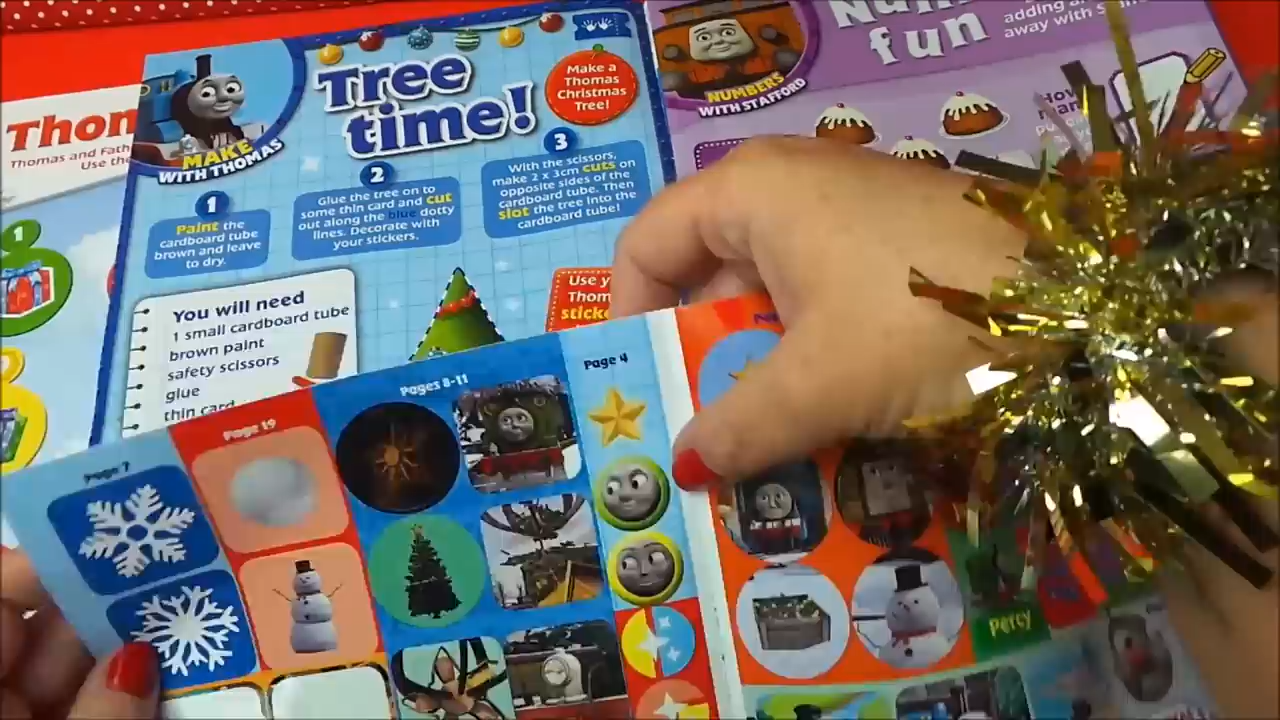 Thom
Thomas and Fath
Use the
1
MAKE
WITH THOMAS
Tree
time!
Make a
Thomas
Christmas
Tree!
1
Paint the
cardboard tube
brown and leave
to dry.
2
Glue the tree on to
some thin card and cut
out along the blue dotty
lines. Decorate with
your stickers.
3
With the scissors,
make 2 x 3cm cuts on
opposite sides of the
cardboard tube. Then
slot the tree into the
cardboard tube!
You will need
1 small cardboard tube
brown paint
safety scissors
glue
thin card
Use y
Thom
sticke
NUMBERS
WITH STAFFORD
fun
adding
away with
How
Page 7
Page 19
Pages 8-11
Page 4
Percy